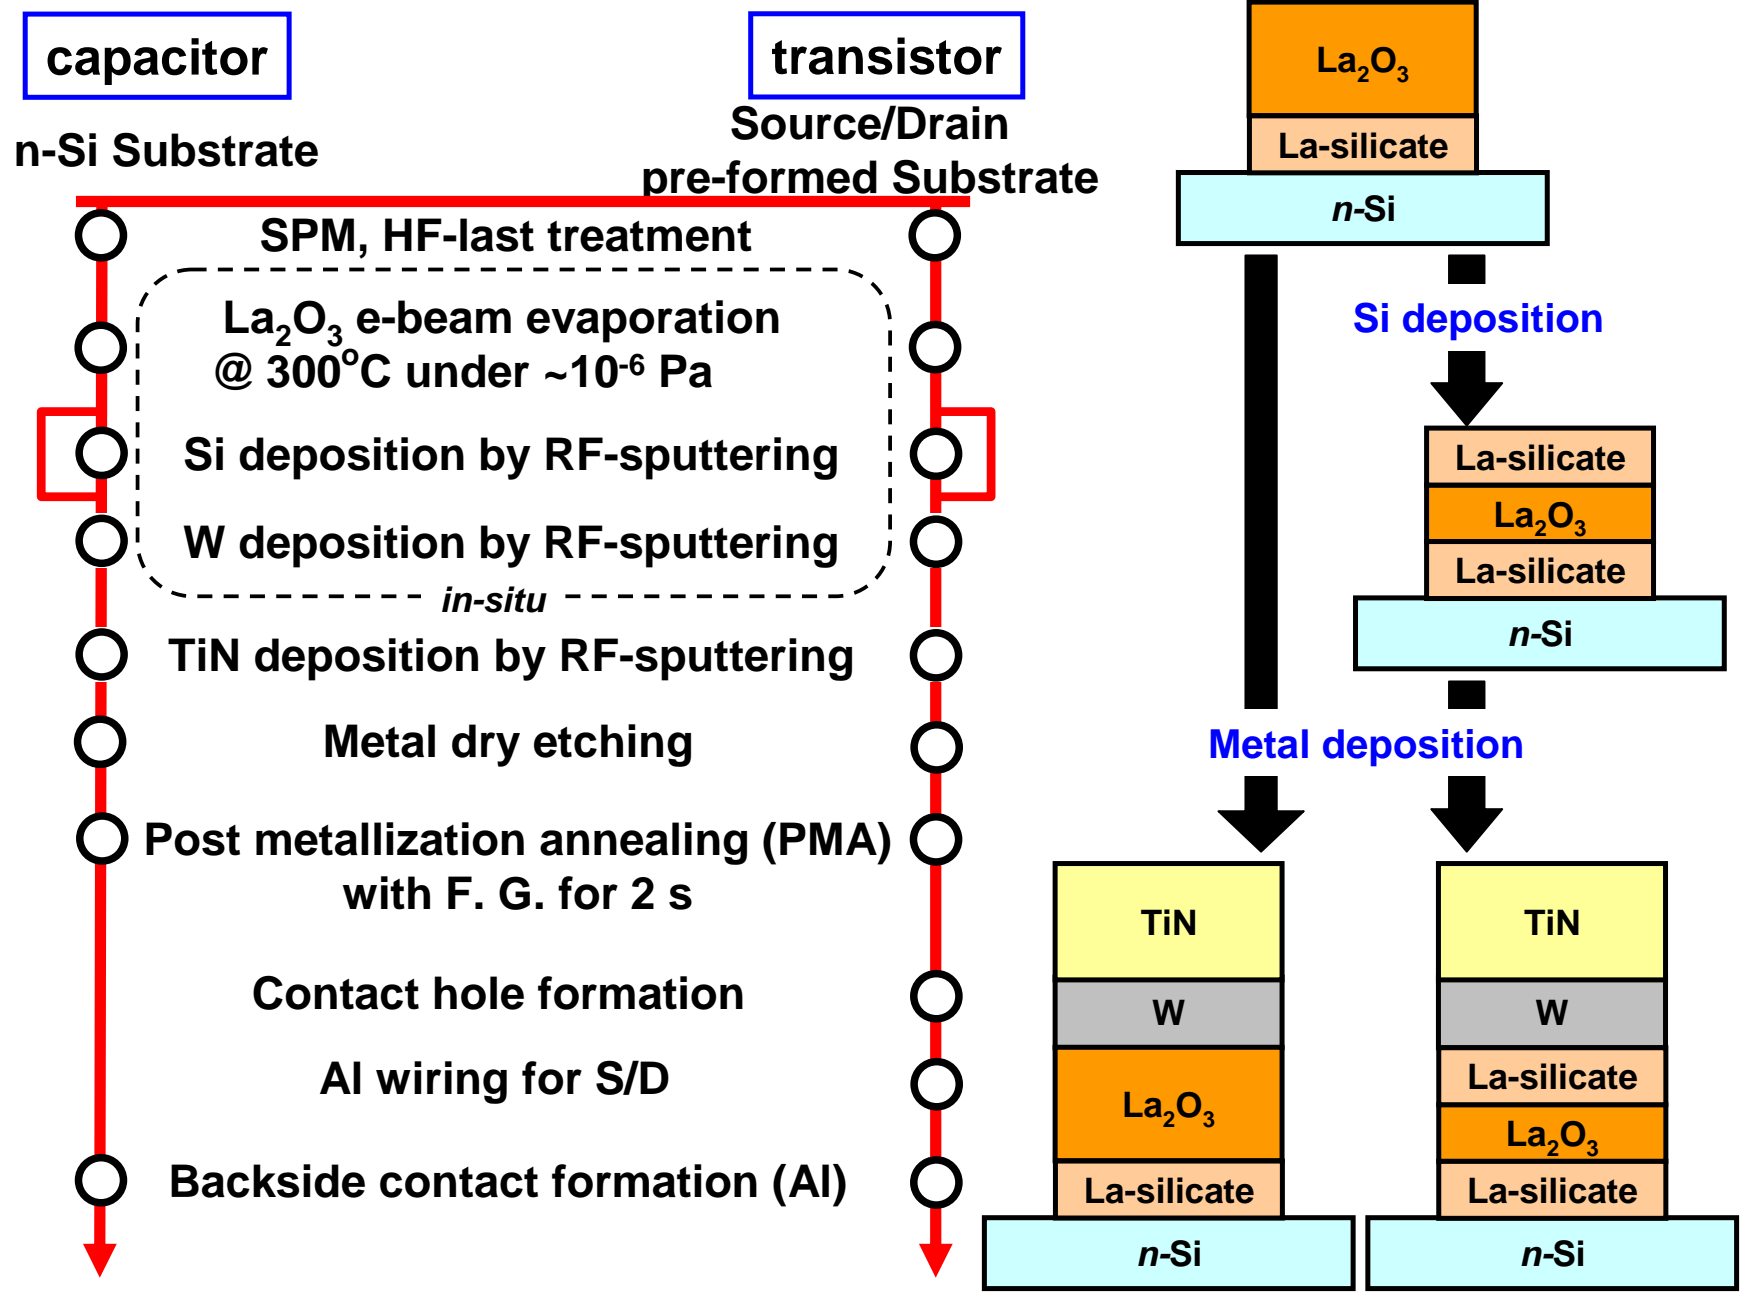 capacitor
transistor
n-Si Substrate
Source/Drain
pre-formed Substrate
SPM, HF-last treatment
La₂O₃ e-beam evaporation
@ 300°C under ~10⁻⁶ Pa
Si deposition by RF-sputtering
W deposition by RF-sputtering
in-situ
TiN deposition by RF-sputtering
Metal dry etching
Post metallization annealing (PMA)
with F. G. for 2 s
Contact hole formation
Al wiring for S/D
Backside contact formation (Al)
La₂O₃
La-silicate
n-Si
Si deposition
La-silicate
La₂O₃
La-silicate
n-Si
Metal deposition
TiN
W
La₂O₃
La-silicate
n-Si
TiN
W
La-silicate
La₂O₃
La-silicate
n-Si